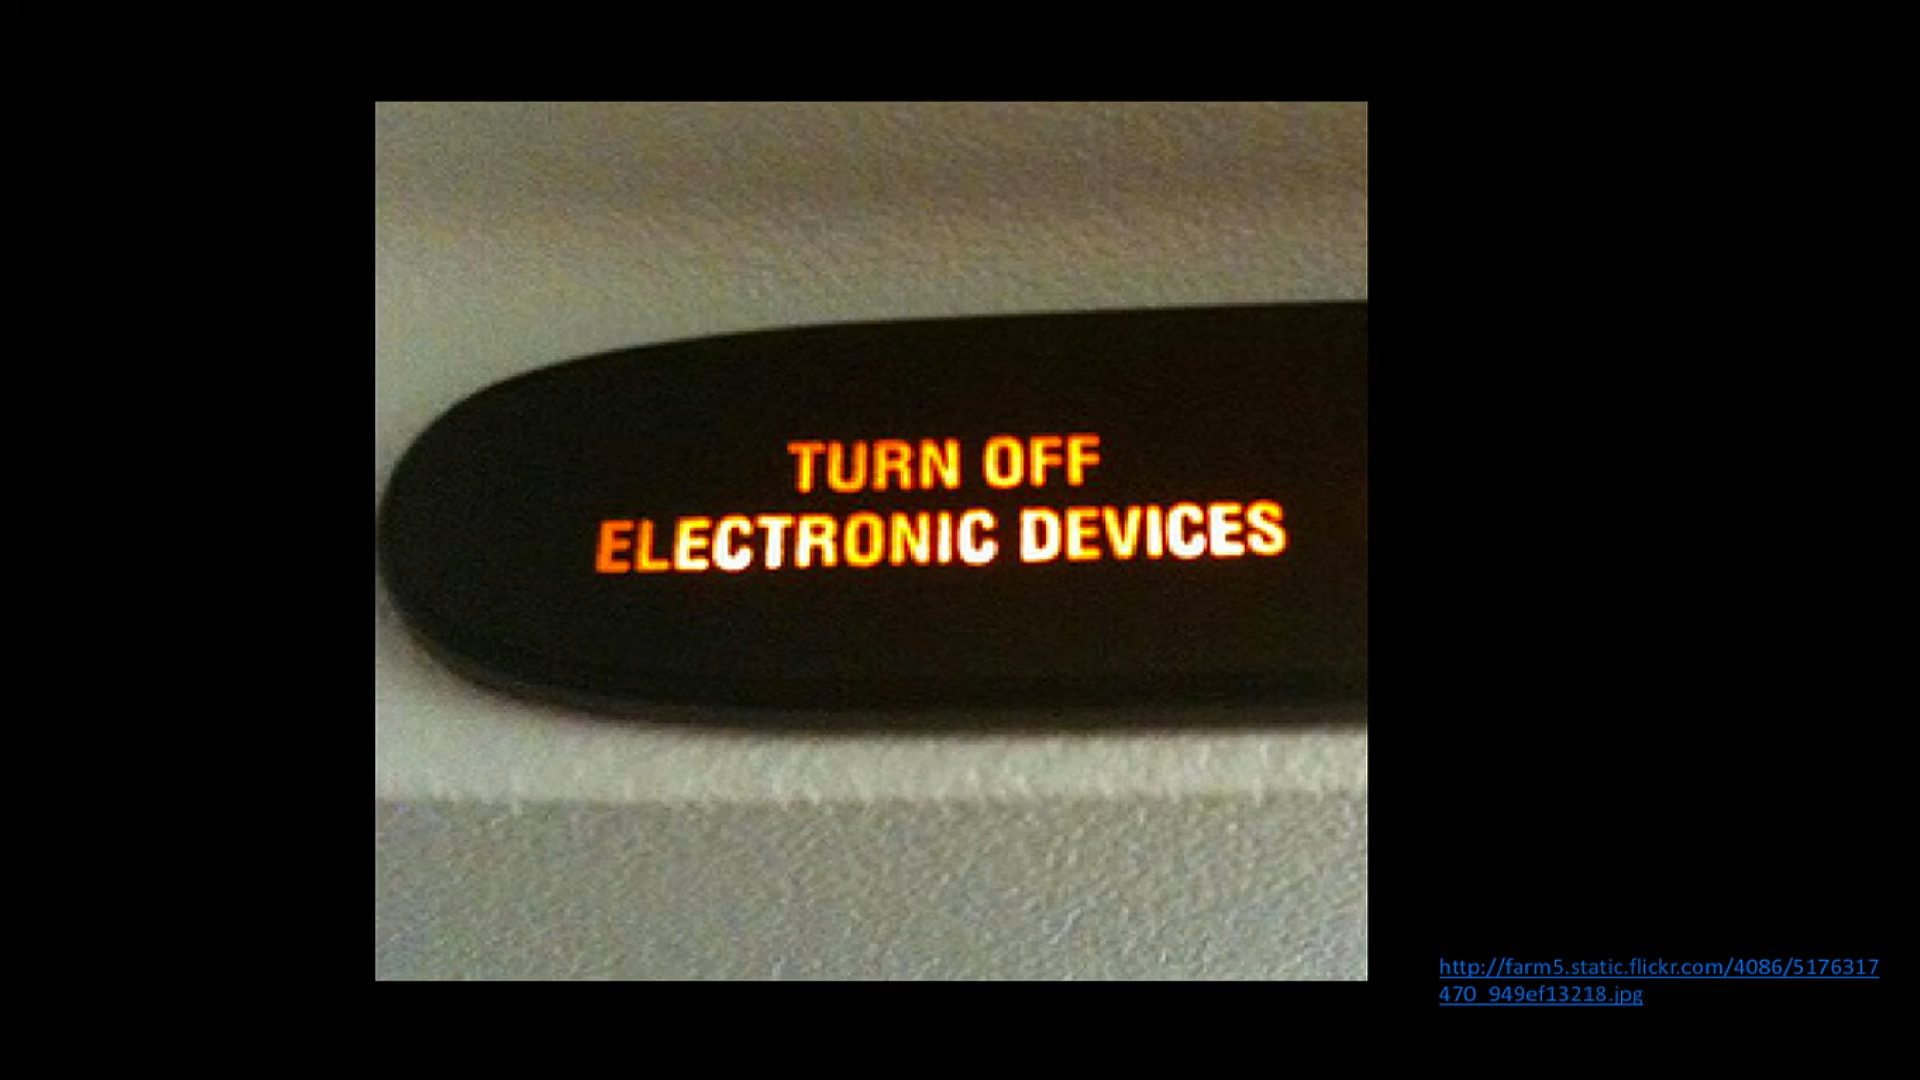 TURN OFF
ELECTRONIC DEVICES
http://farm5.static.flickr.com/4086/5176317
470_949ef13218.jpg